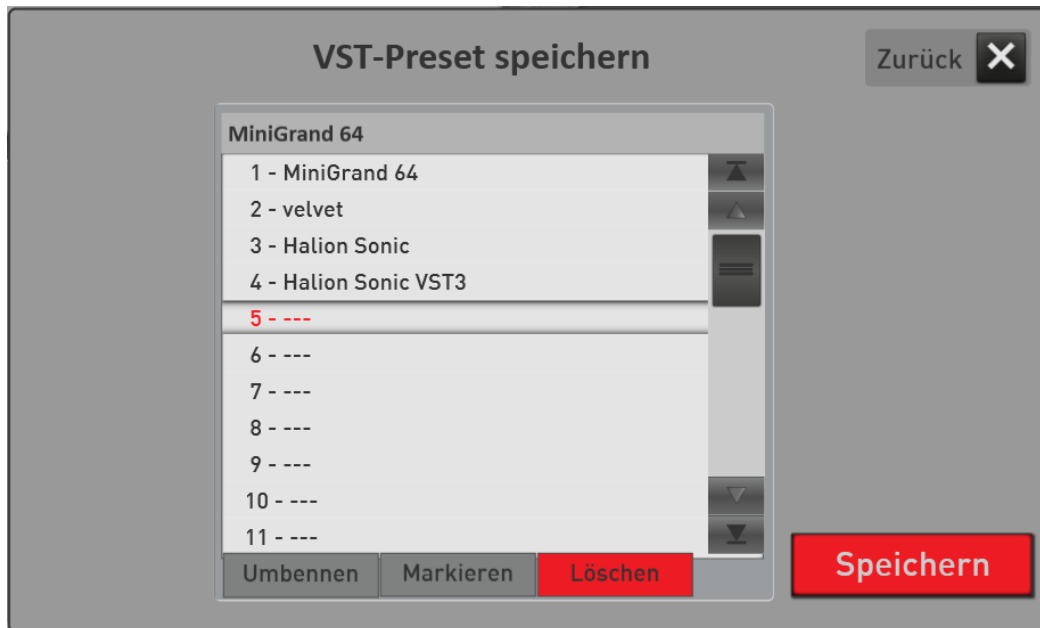 VST-Preset speichern
Zurück
MiniGrand 64
1 - MiniGrand 64
2 - velvet
3 - Halion Sonic
4 - Halion Sonic VST3
5 - ---
6 - ---
7 - ---
8 - ---
9 - ---
10 - ---
11 - ---
Umbennen Markieren Löschen
Speichern